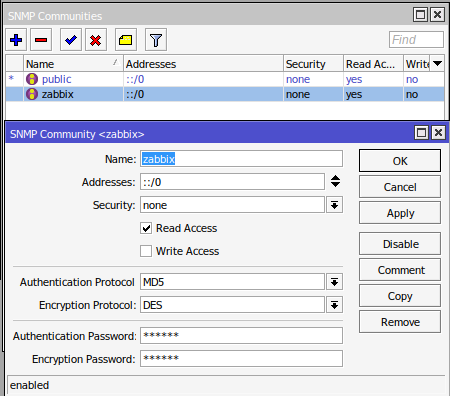 SNMP Communities
Find
Name / Addresses Security Read Ac... Write
* public ::/0 none yes no
zabbix ::/0 none yes no
SNMP Community <zabbix>
Name: zabbix OK
Addresses: ::/0 Cancel
Security: none Apply
Read Access
Disable
Write Access
Comment
Authentication Protocol MD5
Copy
Encryption Protocol: DES
Remove
Authentication Password: ******
Encryption Password: ******
enabled